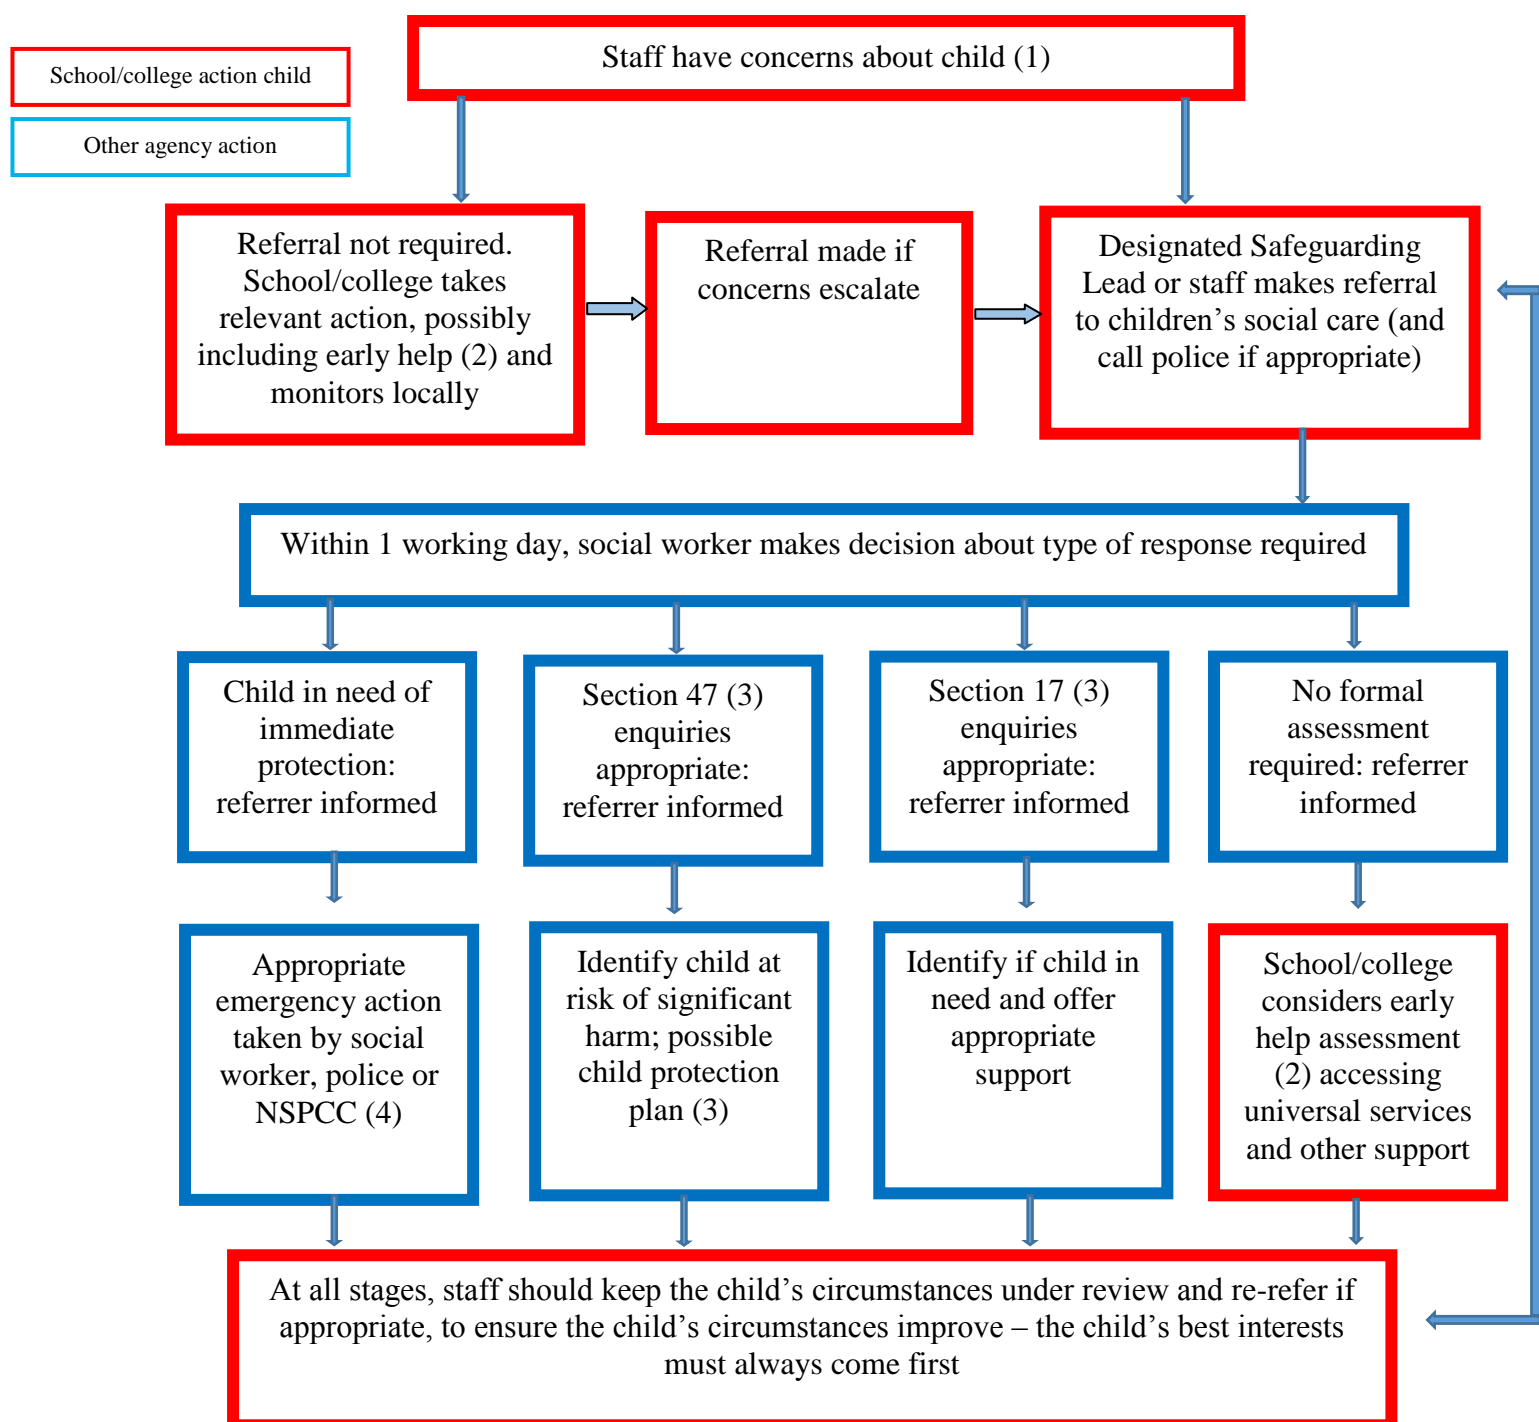 Staff have concerns about child (1)
School/college action child
Other agency action
Referral not required.
School/college takes
relevant action, possibly
including early help (2) and
monitors locally
Referral made if
concerns escalate
Designated Safeguarding
Lead or staff makes referral
to children’s social care (and
call police if appropriate)
Within 1 working day, social worker makes decision about type of response required
Child in need of
immediate
protection:
referrer informed
Section 47 (3)
enquiries
appropriate:
referrer informed
Section 17 (3)
enquiries
appropriate:
referrer informed
No formal
assessment
required: referrer
informed
Appropriate
emergency action
taken by social
worker, police or
NSPCC (4)
Identify child at
risk of significant
harm; possible
child protection
plan (3)
Identify if child in
need and offer
appropriate
support
School/college
considers early
help assessment
(2) accessing
universal services
and other support
At all stages, staff should keep the child’s circumstances under review and re-refer if
appropriate, to ensure the child’s circumstances improve – the child’s best interests
must always come first